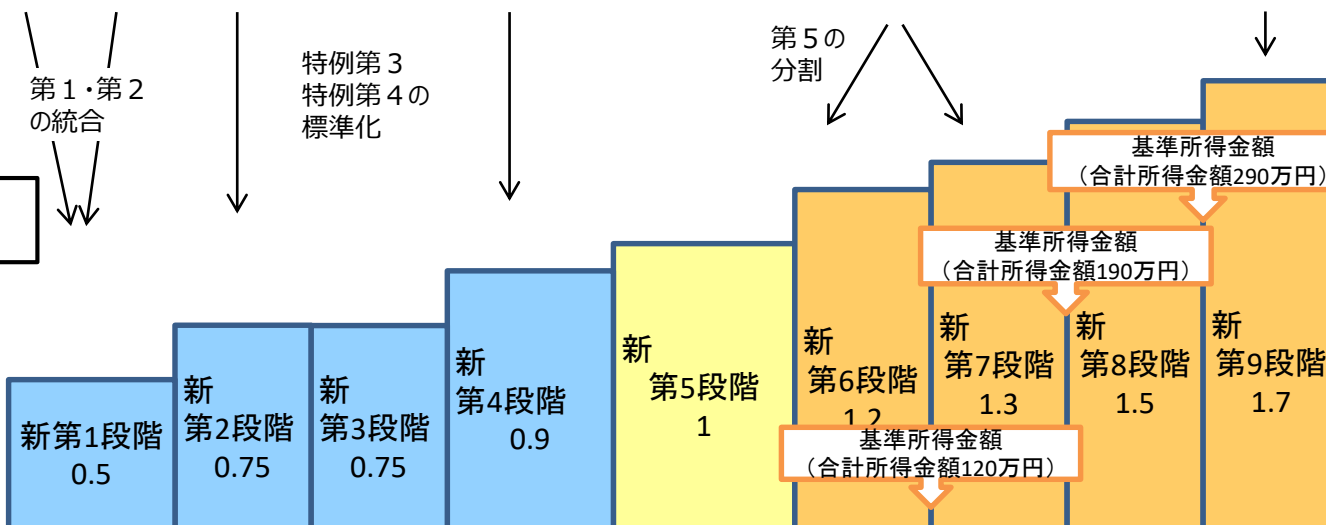 第１・第２
の統合
特例第３
特例第４の
標準化
第５の
分割
基準所得金額
（合計所得金額290万円）
基準所得金額
（合計所得金額190万円）
新第1段階
0.5
新
第2段階
0.75
新
第3段階
0.75
新
第4段階
0.9
新
第5段階
1
新
第6段階
1.2
新
第7段階
1.3
新
第8段階
1.5
新
第9段階
1.7
基準所得金額
（合計所得金額120万円）